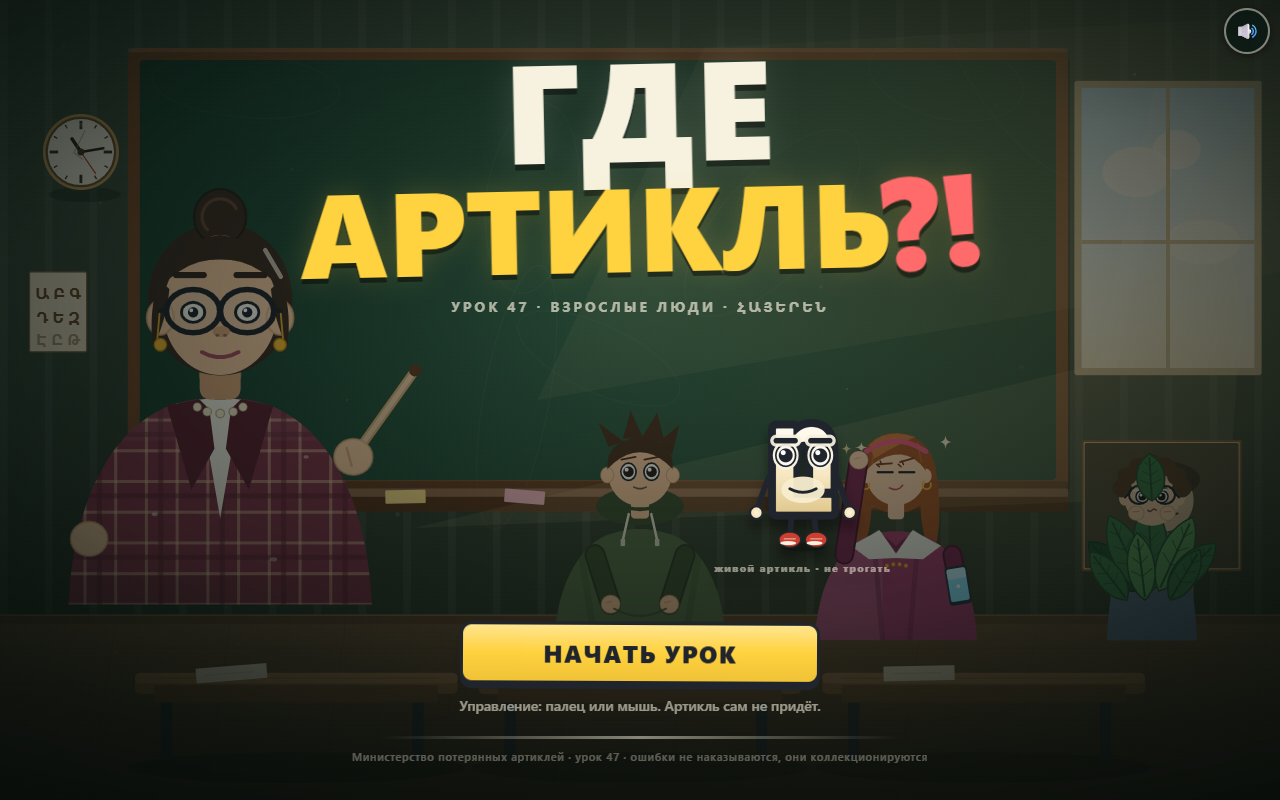 ГДЕ
АРТИКЛЬ?!
УРОК 47 · ВЗРОСЛЫЕ ЛЮДИ · ՀԱՅԵՐԵՆ
Ա Բ Գ
Դ Ե Զ
Է Ը Թ
живой артикль - не трогать
НАЧАТЬ УРОК
Управление: палец или мышь. Артикль сам не придёт.
Министерство потерянных артиклей · урок 47 · ошибки не наказываются, они коллекционируются